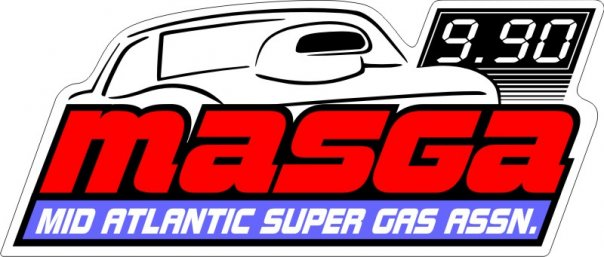 9.90
MASGA
MID ATLANTIC SUPER GAS ASSN.